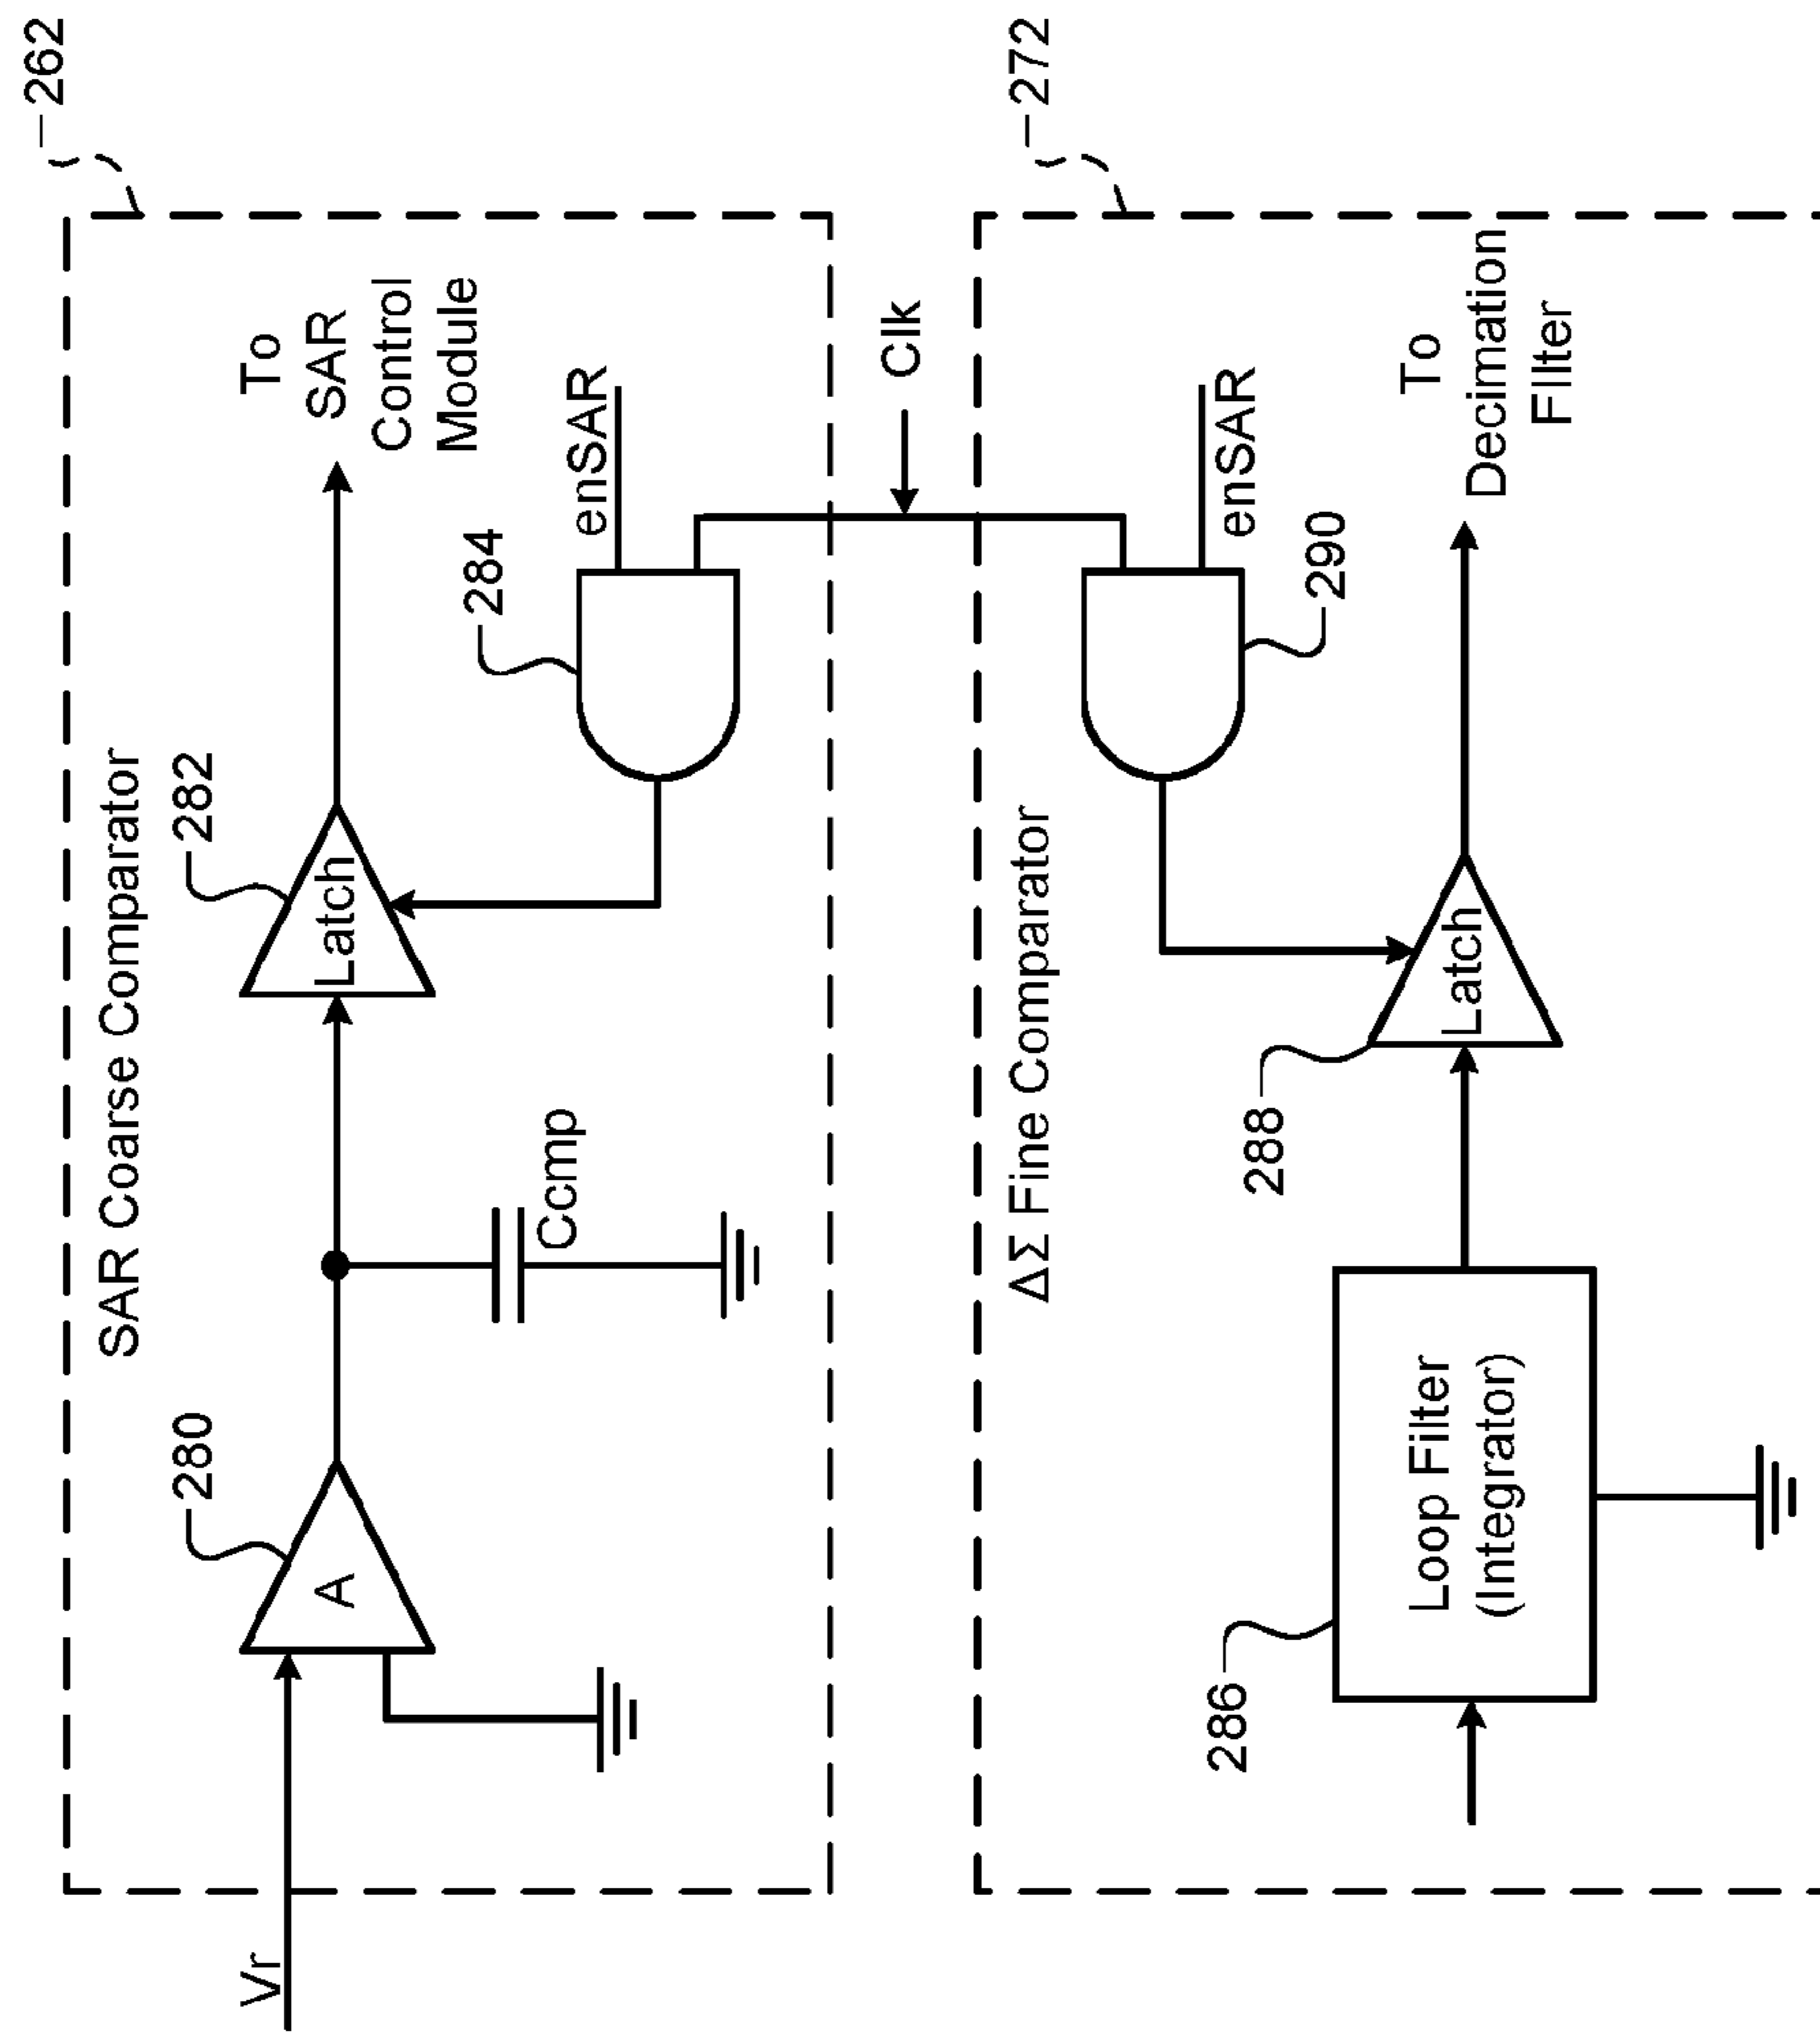 262
SAR Coarse Comparator
280
282
To
SAR
Control
Module
Vr
A
Latch
284
enSAR
Ccmp
Clk
272
ΔΣ Fine Comparator
enSAR
286
288
290
Loop Filter
(Integrator)
Latch
To
Decimation
Filter